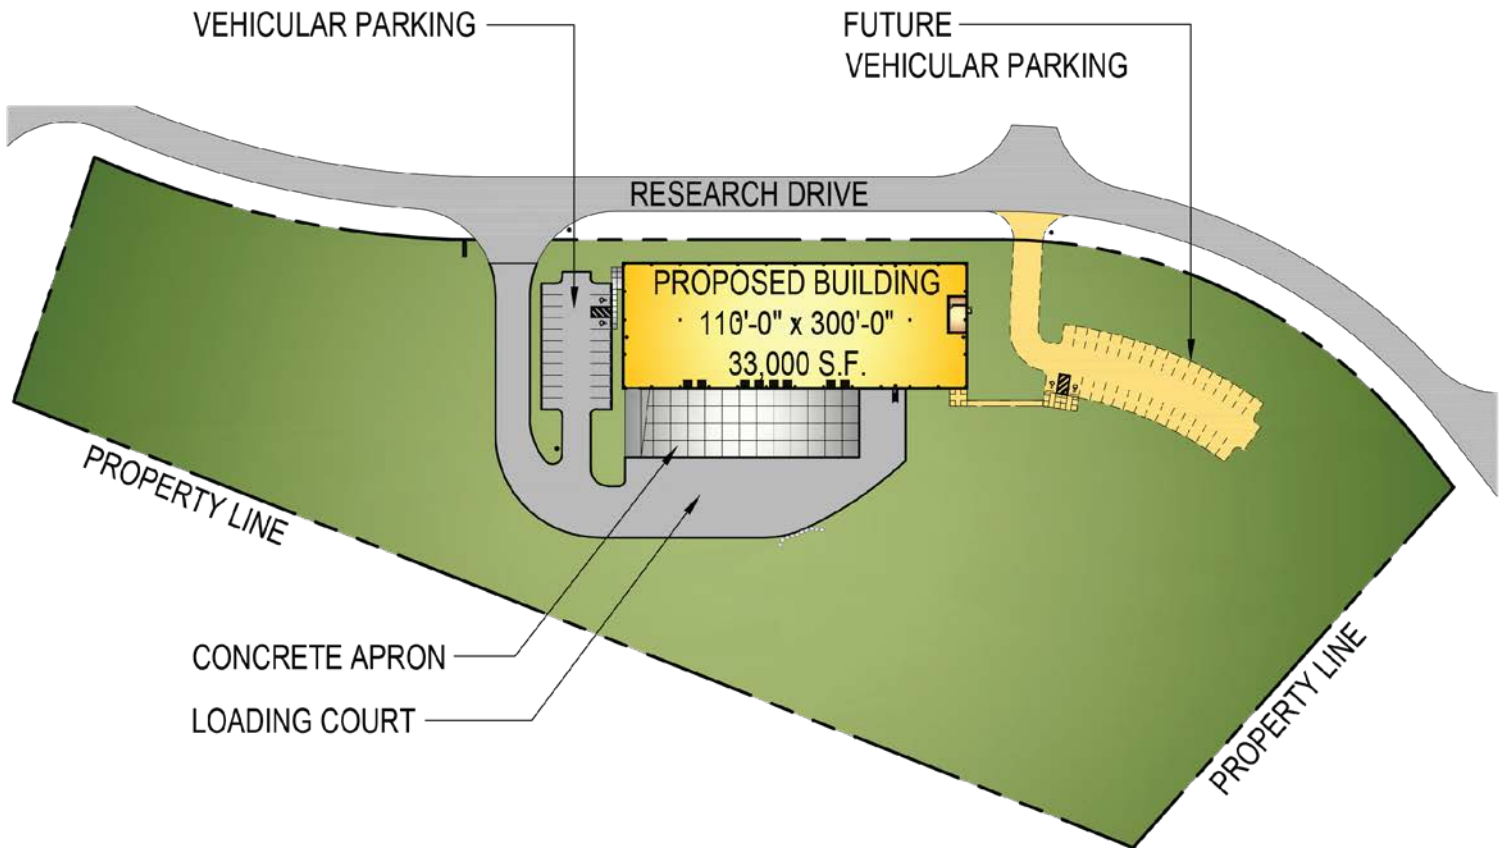 VEHICULAR PARKING
FUTURE
VEHICULAR PARKING
RESEARCH DRIVE
PROPOSED BUILDING
110'-0" x 300'-0"
33,000 S.F.
PROPERTY LINE
CONCRETE APRON
LOADING COURT
PROPERTY LINE